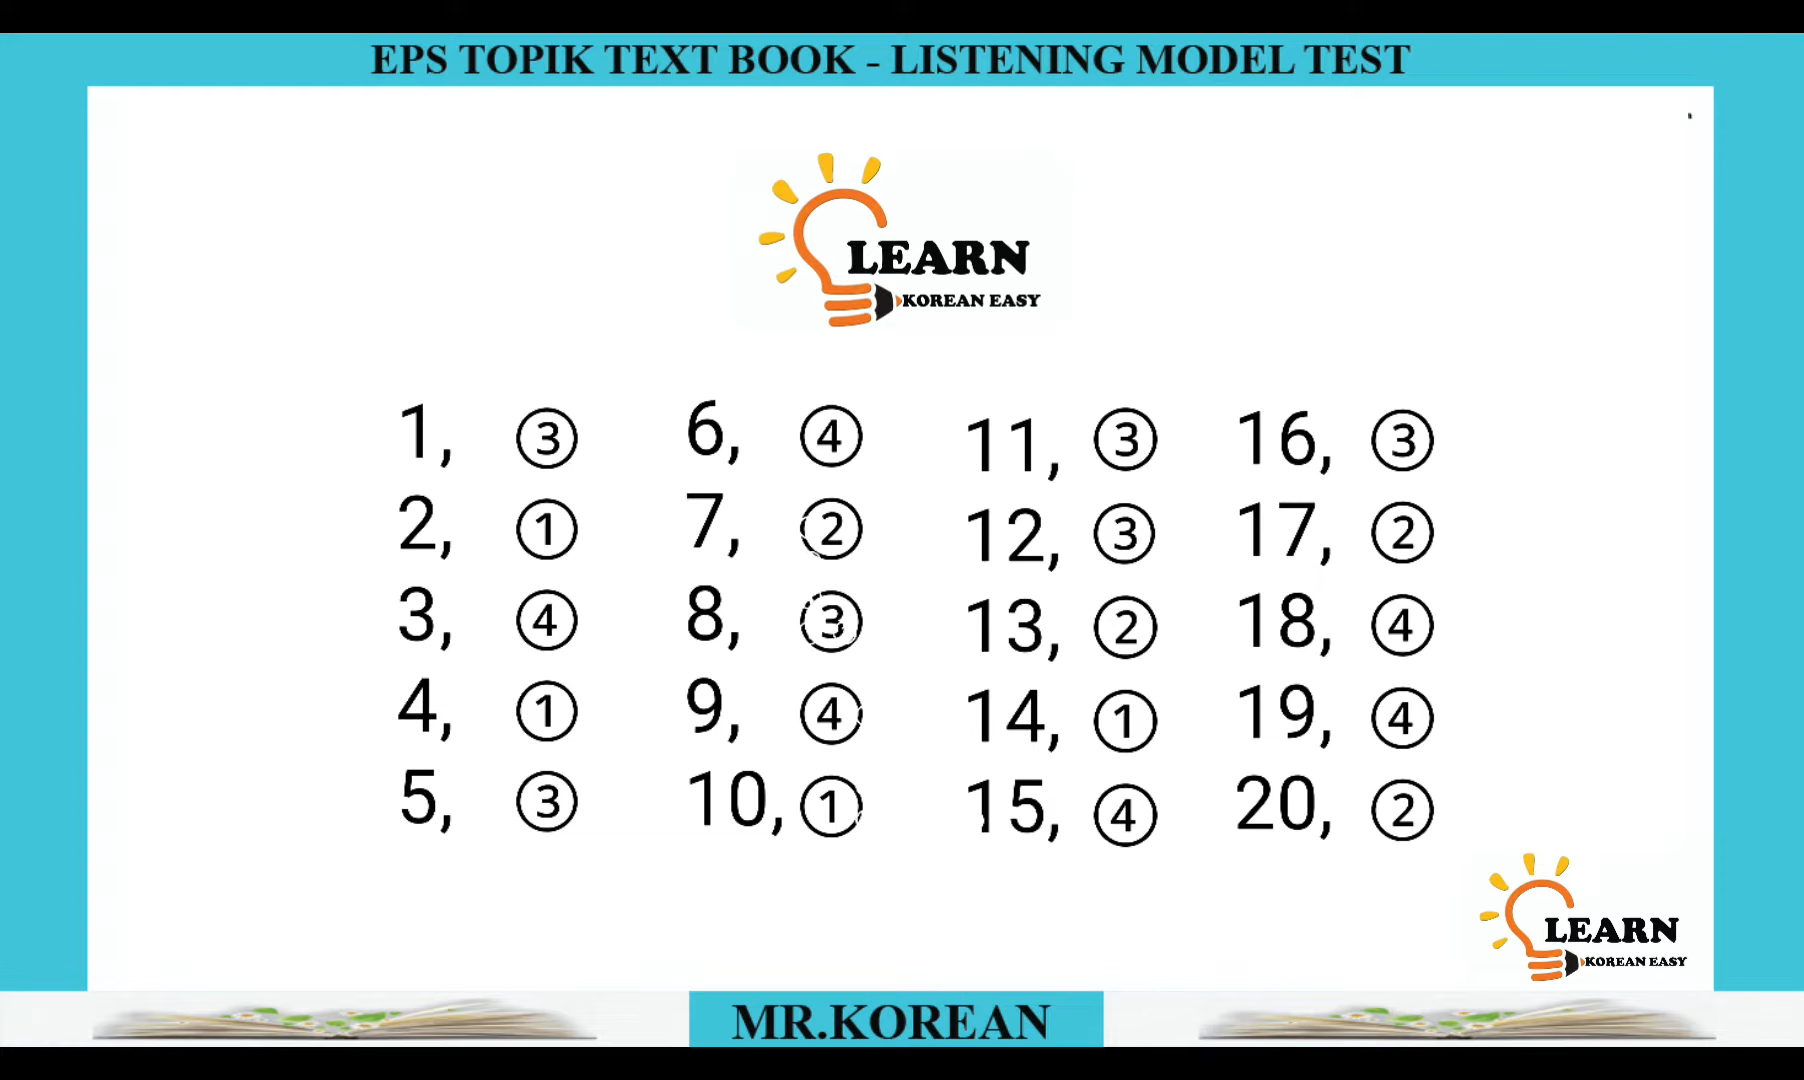 EPS TOPIK TEXT BOOK - LISTENING MODEL TEST
LEARN
KOREAN EASY
1, ③ 6, ④ 11, ③ 16, ③
2, ① 7, ② 12, ③ 17, ②
3, ④ 8, ③ 13, ② 18, ④
4, ① 9, ④ 14, ① 19, ④
5, ③ 10, ① 15, ④ 20, ②
LEARN
KOREAN EASY
MR.KOREAN